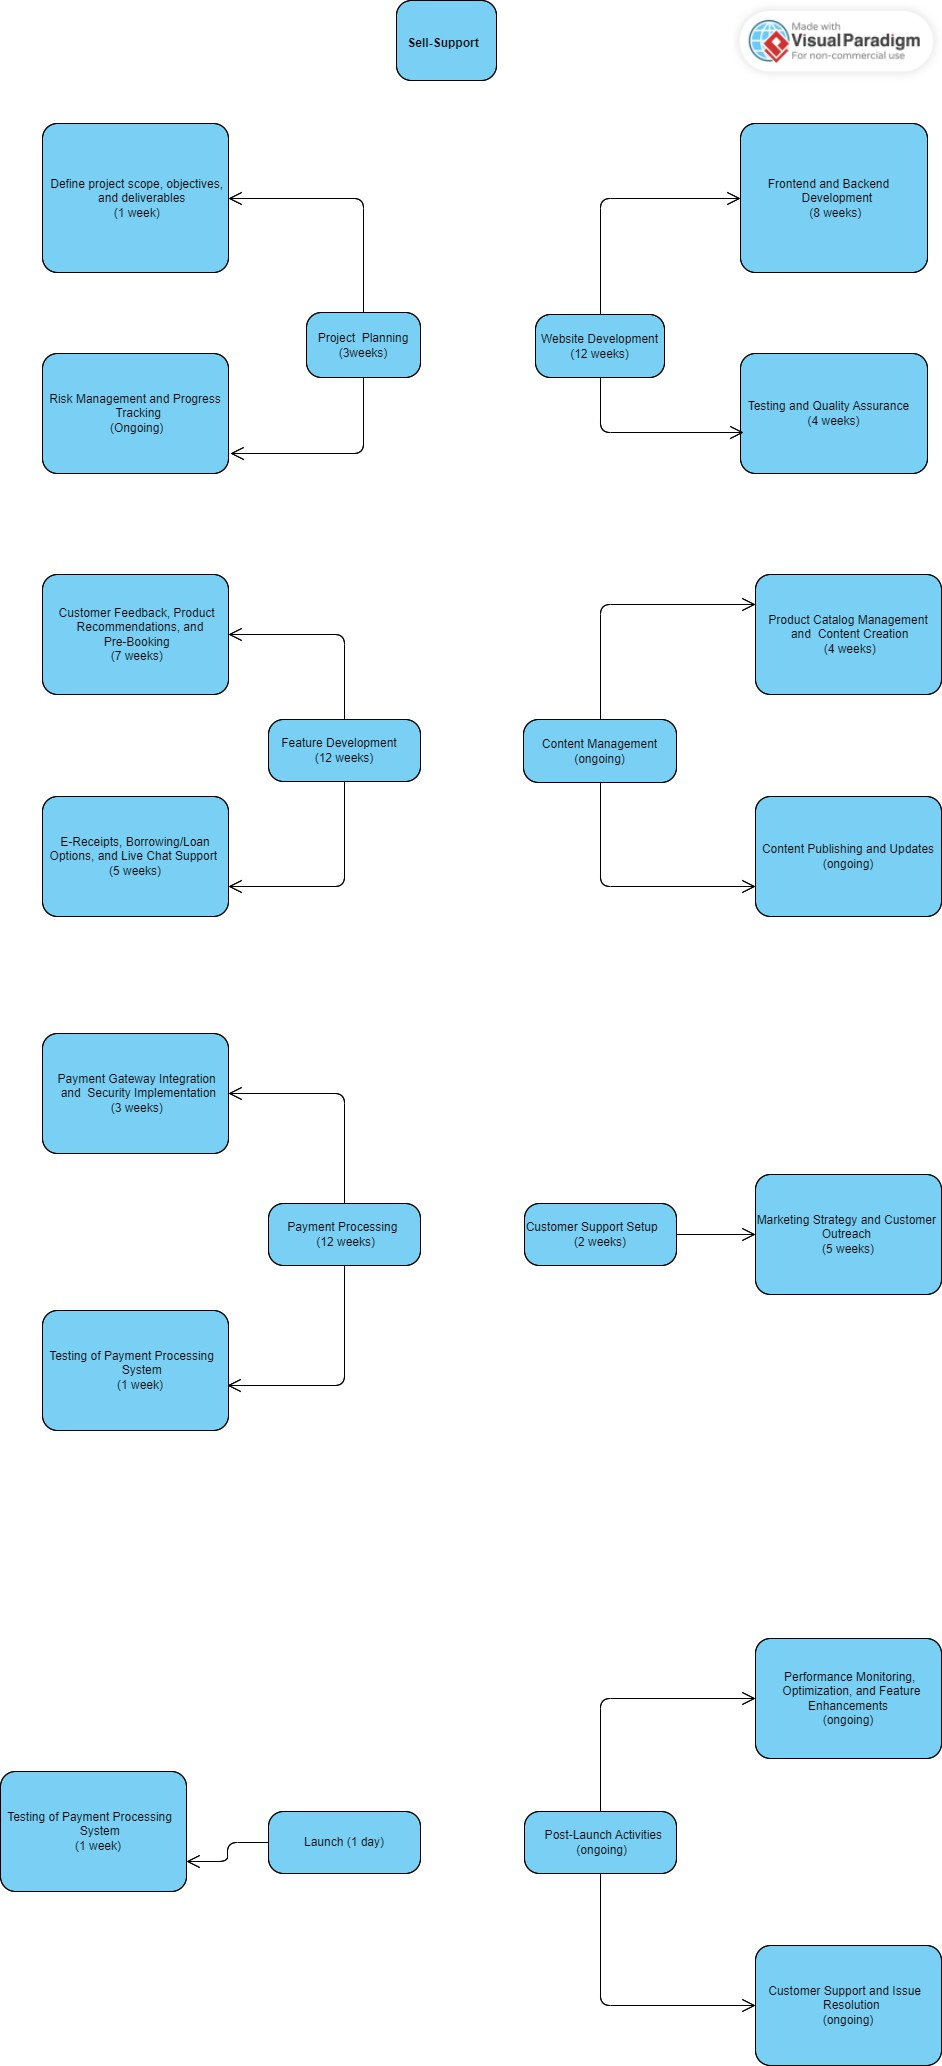 Sell-Support
Made with
Visual Paradigm
For non-commercial use
Define project scope, objectives,
and deliverables
(1 week)
Frontend and Backend
Development
(8 weeks)
Project  Planning
(3weeks)
Website Development
(12 weeks)
Risk Management and Progress
Tracking
(Ongoing)
Testing and Quality Assurance
(4 weeks)
Customer Feedback, Product
Recommendations, and
Pre-Booking
(7 weeks)
Product Catalog Management
and  Content Creation
(4 weeks)
Feature Development
(12 weeks)
Content Management
(ongoing)
E-Receipts, Borrowing/Loan
Options, and Live Chat Support
(5 weeks)
Content Publishing and Updates
(ongoing)
Payment Gateway Integration
and  Security Implementation
(3 weeks)
Payment Processing
(12 weeks)
Customer Support Setup
(2 weeks)
Marketing Strategy and Customer
Outreach
(5 weeks)
Testing of Payment Processing
System
(1 week)
Performance Monitoring,
Optimization, and Feature
Enhancements
(ongoing)
Testing of Payment Processing
System
(1 week)
Launch (1 day)
Post-Launch Activities
(ongoing)
Customer Support and Issue
Resolution
(ongoing)